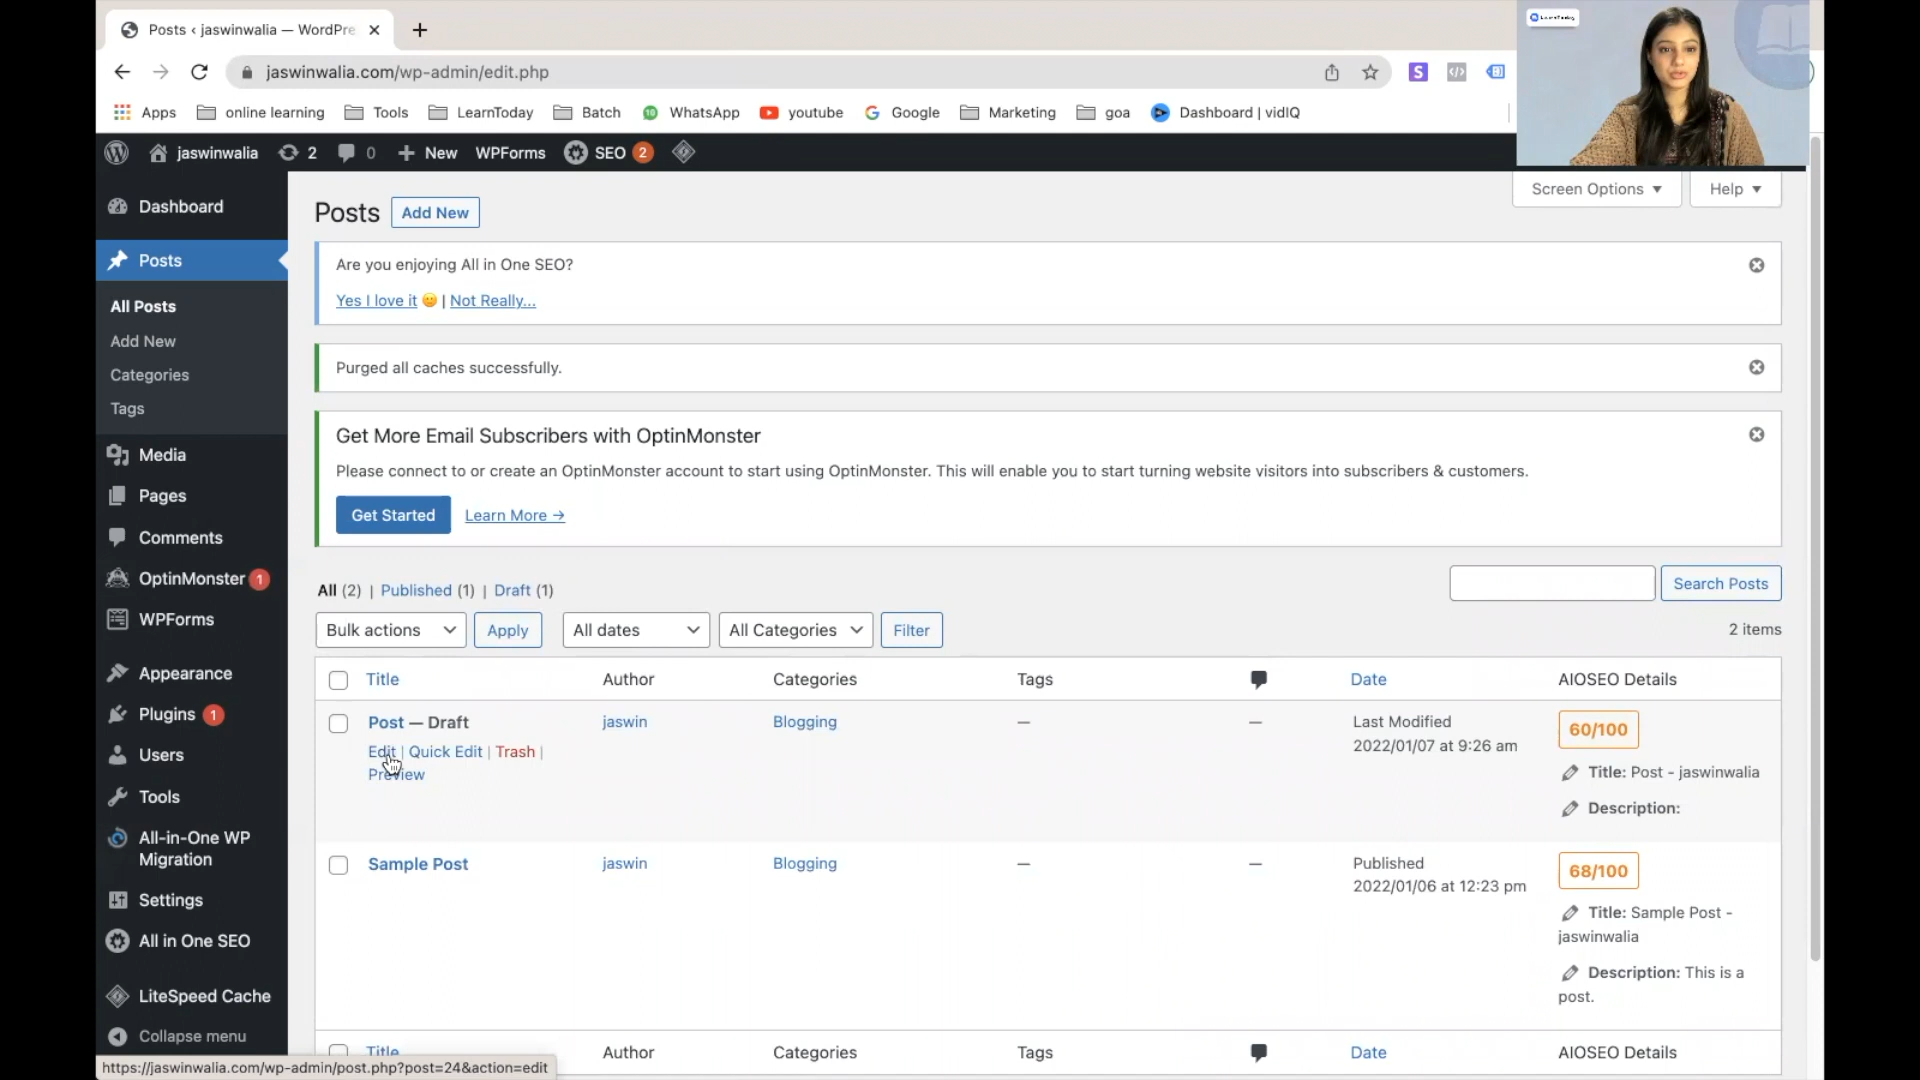 Posts ‹ jaswinwalia — WordPre
jaswinwalia.com/wp-admin/edit.php
Apps online learning Tools LearnToday Batch WhatsApp youtube Google Marketing goa Dashboard | vidIQ
jaswinwalia 2 0 New WPForms SEO 2
Screen Options Help
Dashboard
Posts
All Posts
Add New
Categories
Tags
Media
Pages
Comments
OptinMonster 1
WPForms
Appearance
Plugins 1
Users
Tools
All-in-One WP
Migration
Settings
All in One SEO
LiteSpeed Cache
Collapse menu
Posts Add New
Are you enjoying All in One SEO?
Yes I love it | Not Really...
Purged all caches successfully.
Get More Email Subscribers with OptinMonster
Please connect to or create an OptinMonster account to start using OptinMonster. This will enable you to start turning website visitors into subscribers & customers.
Get Started Learn More →
All (2) | Published (1) | Draft (1)
Search Posts
Bulk actions Apply All dates All Categories Filter
2 items
Title Author Categories Tags Date AIOSEO Details
Post — Draft jaswin Blogging — — Last Modified 60/100
Edit | Quick Edit | Trash | 2022/01/07 at 9:26 am
Preview Title: Post - jaswinwalia
Description:
Sample Post jaswin Blogging — — Published 68/100
2022/01/06 at 12:23 pm
Title: Sample Post -
jaswinwalia
Description: This is a
post.
Title Author Categories Tags Date AIOSEO Details
https://jaswinwalia.com/wp-admin/post.php?post=24&action=edit